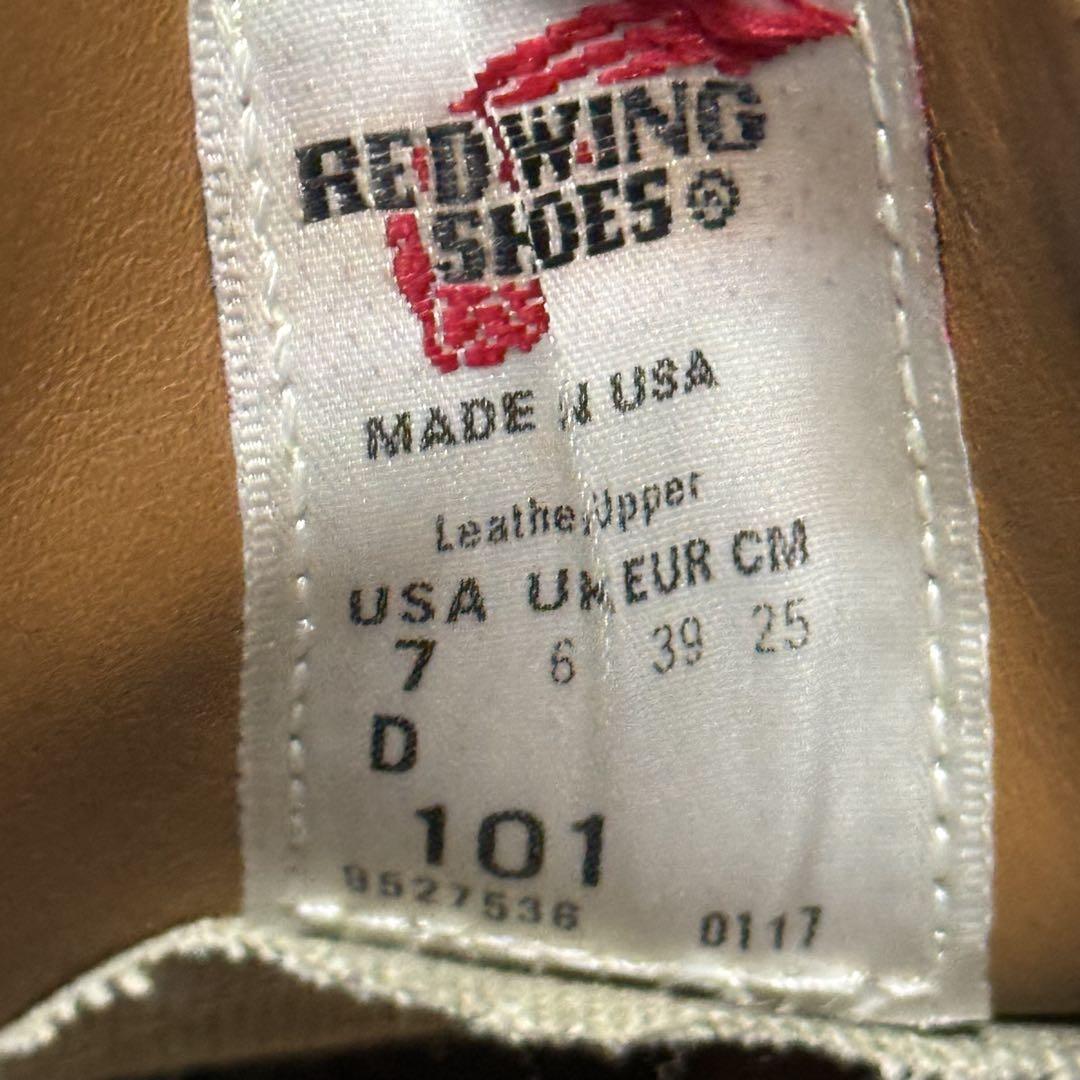 RED WING
SHOES ®
MADE IN USA
Leather Upper
USA UK EUR CM
7 6 39 25
D
101
9527536 0117